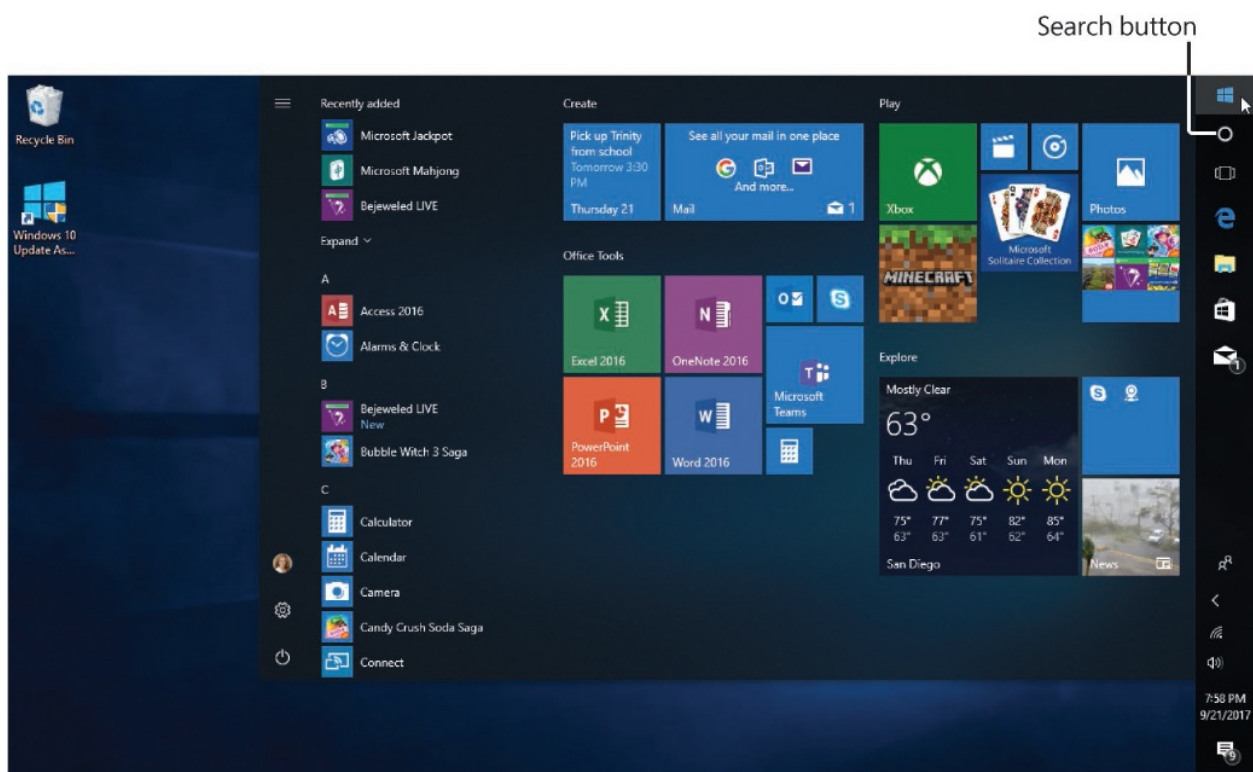 Search button
Recycle Bin
Windows 10
Update As...
Recently added
Microsoft Jackpot
Microsoft Mahjong
Bejeweled LIVE
Expand
A
Access 2016
Alarms & Clock
B
Bejeweled LIVE
New
Bubble Witch 3 Saga
C
Calculator
Calendar
Camera
Candy Crush Soda Saga
Connect
Create
Pick up Trinity
from school
Tomorrow 3:30
PM
Thursday 21
See all your mail in one place
And more...
Mail
1
Office Tools
Excel 2016
OneNote 2016
PowerPoint
2016
Word 2016
Microsoft
Teams
Play
Xbox
Microsoft
Solitaire Collection
Photos
MINECRAFT
Explore
Mostly Clear
63°
Thu Fri Sat Sun Mon
75° 77° 75° 82° 85°
63° 63° 61° 62° 64°
San Diego
News
1
7:58 PM
9/21/2017
9